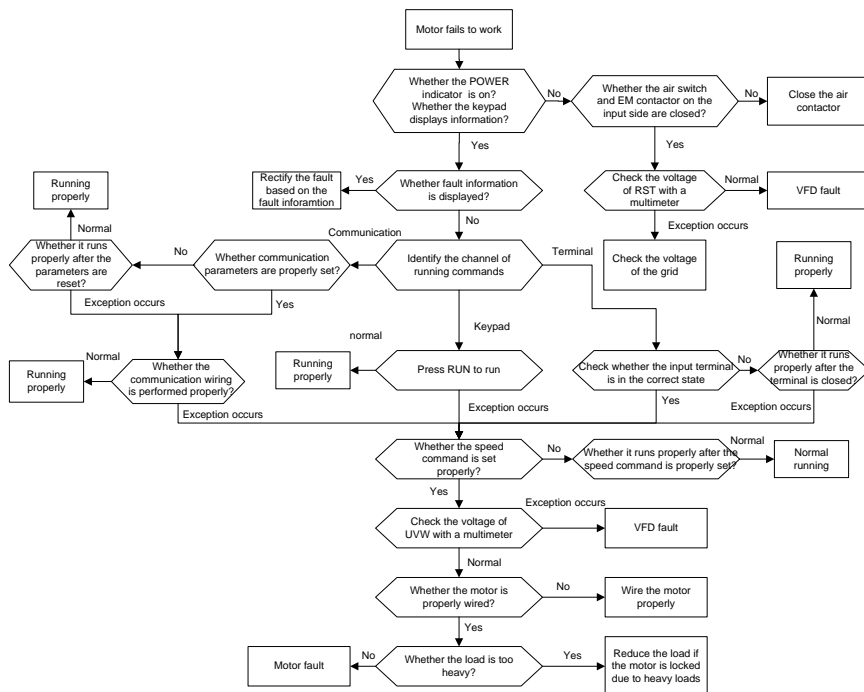 Motor fails to work
Whether the POWER
indicator is on?
Whether the keypad
displays information?
No
Whether the air switch
and EM contactor on the
input side are closed?
No
Close the air
contactor
Yes
Yes
Rectify the fault
based on the
fault inforamtion
Yes
Whether fault information
is displayed?
Check the voltage
of RST with a
multimeter
Normal
VFD fault
Running
properly
Normal
No
Exception occurs
Check the voltage
of the grid
Communication
Whether it runs
properly after the
parameters are
reset?
No
Whether communication
parameters are properly set?
Identify the channel of
running commands
Terminal
Running
properly
Exception occurs
Yes
Keypad
Normal
Running
properly
Normal
Whether the
communication wiring
is performed properly?
normal
Running
properly
Press RUN to run
Check whether the input terminal
is in the correct state
No
Whether it runs
properly after the
terminal is closed?
Exception occurs
Exception occurs
Yes
Exception occurs
Whether the speed
command is set
properly?
No
Whether it runs properly after the
speed command is properly set?
Normal
Normal
running
Yes
Exception occurs
Check the voltage of
UVW with a multimeter
VFD fault
Normal
Whether the motor is
properly wired?
No
Wire the motor
properly
Yes
Motor fault
No
Whether the load is too
heavy?
Yes
Reduce the load if
the motor is locked
due to heavy loads